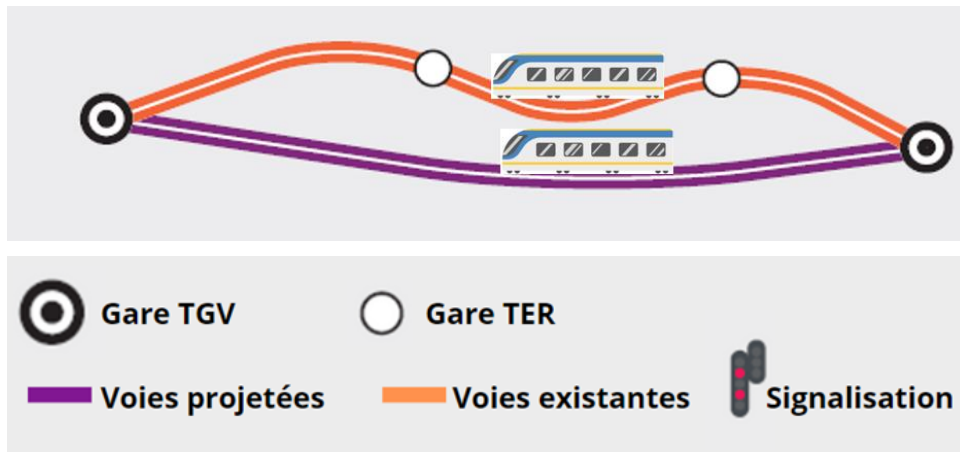 Gare TGV
Gare TER
Voies projetées
Voies existantes
Signalisation